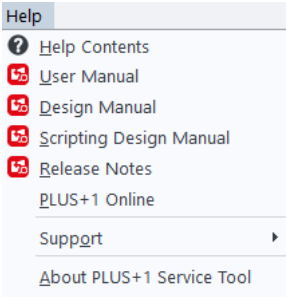 Help
Help Contents
User Manual
Design Manual
Scripting Design Manual
Release Notes
PLUS+1 Online
Support
About PLUS+1 Service Tool